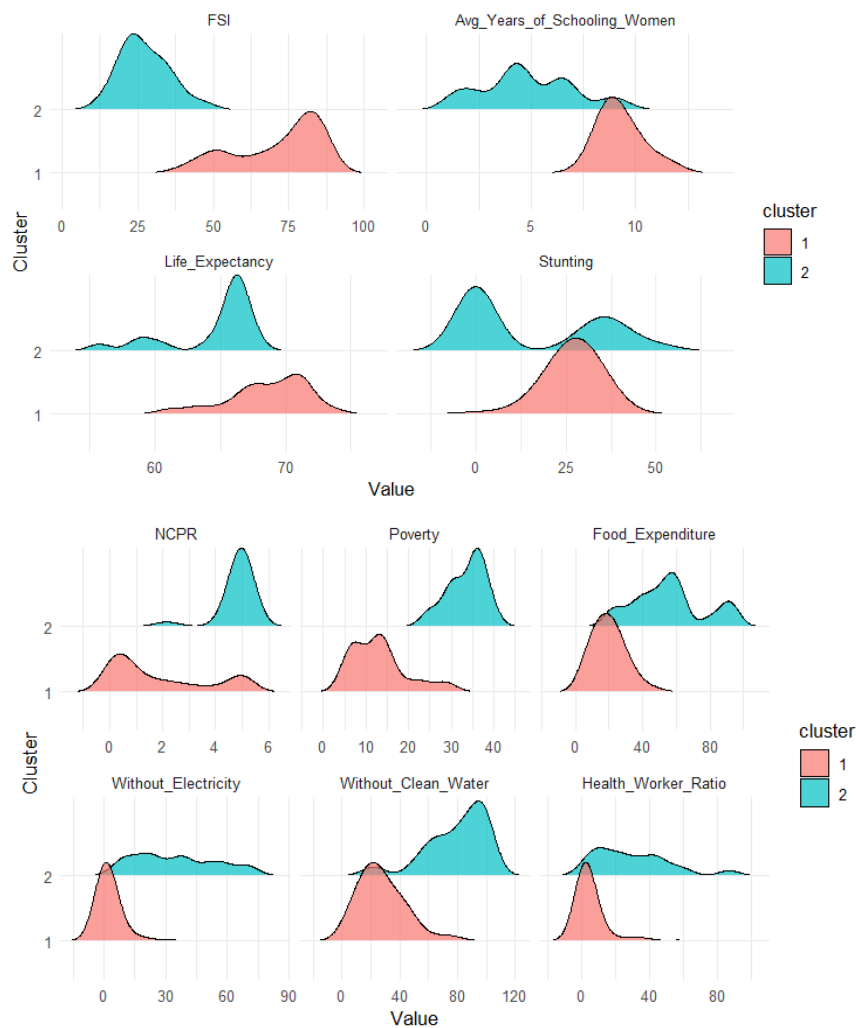 FSI Avg_Years_of_Schooling_Women
2
1
0 25 50 75 100 0 5 10
Life_Expectancy Stunting
2
1
60 70 0 25 50
Value
Cluster
cluster
1
2
NCPR Poverty Food_Expenditure
2
1
0 2 4 6 0 10 20 30 40 0 40 80
Without_Electricity Without_Clean_Water Health_Worker_Ratio
2
1
0 30 60 90 0 40 80 120 0 40 80
Value
Cluster
cluster
1
2